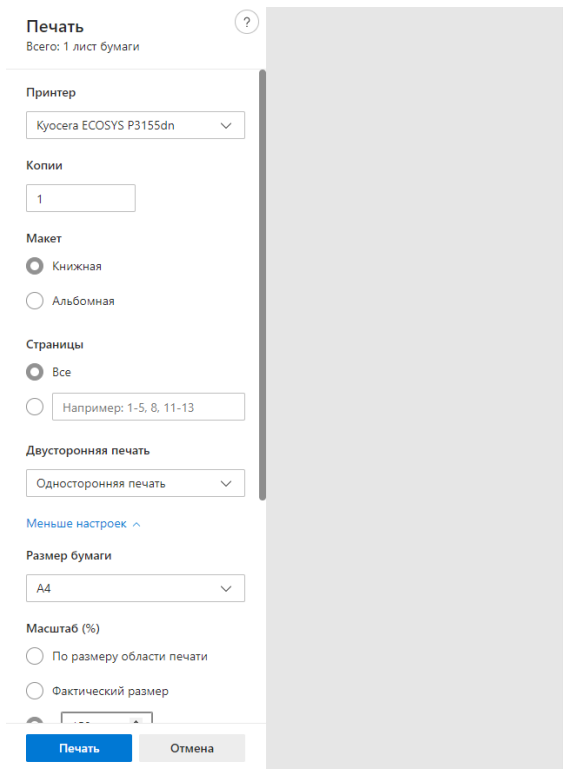 Печать
?
Всего: 1 лист бумаги
Принтер
Kyocera ECOSYS P3155dn
Копии
1
Макет
Книжная
Альбомная
Страницы
Все
Например: 1-5, 8, 11-13
Двусторонняя печать
Односторонняя печать
Меньше настроек
Размер бумаги
A4
Масштаб (%)
По размеру области печати
Фактический размер
Печать
Отмена